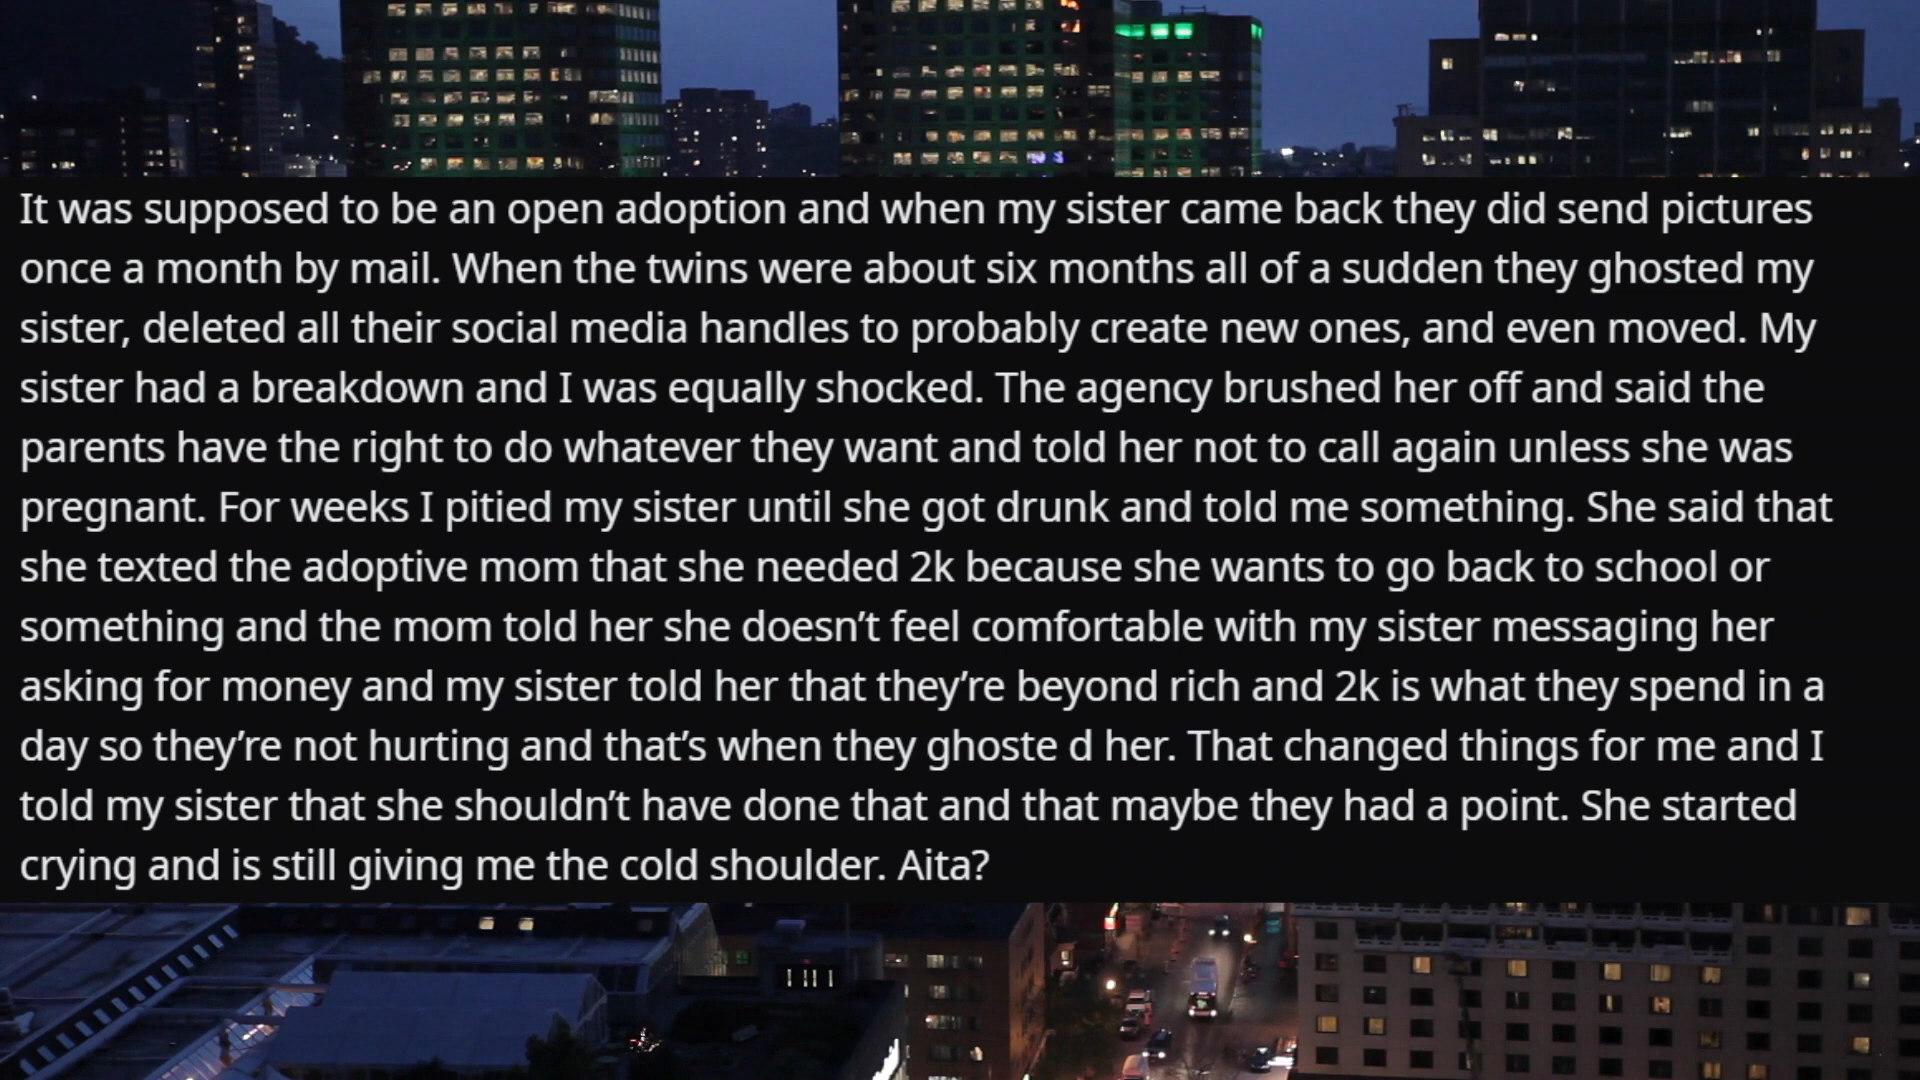 It was supposed to be an open adoption and when my sister came back they did send pictures
once a month by mail. When the twins were about six months all of a sudden they ghosted my
sister, deleted all their social media handles to probably create new ones, and even moved. My
sister had a breakdown and I was equally shocked. The agency brushed her off and said the
parents have the right to do whatever they want and told her not to call again unless she was
pregnant. For weeks I pitied my sister until she got drunk and told me something. She said that
she texted the adoptive mom that she needed 2k because she wants to go back to school or
something and the mom told her she doesn’t feel comfortable with my sister messaging her
asking for money and my sister told her that they’re beyond rich and 2k is what they spend in a
day so they’re not hurting and that’s when they ghoste d her. That changed things for me and I
told my sister that she shouldn’t have done that and that maybe they had a point. She started
crying and is still giving me the cold shoulder. Aita?